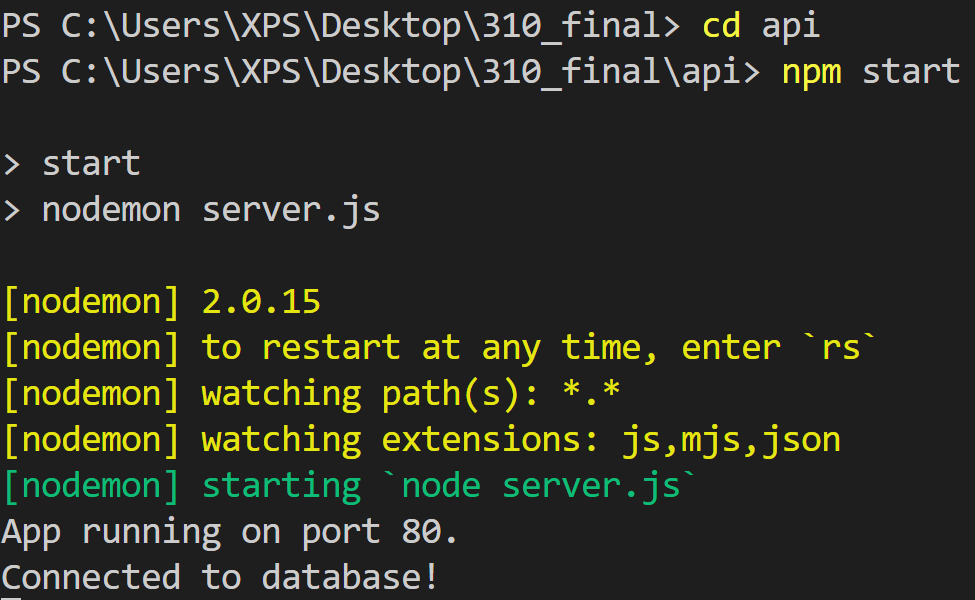 PS C:\Users\XPS\Desktop\310_final> cd api
PS C:\Users\XPS\Desktop\310_final\api> npm start
> start
> nodemon server.js
[nodemon] 2.0.15
[nodemon] to restart at any time, enter `rs`
[nodemon] watching path(s): *.*
[nodemon] watching extensions: js,mjs,json
[nodemon] starting `node server.js`
App running on port 80.
Connected to database!